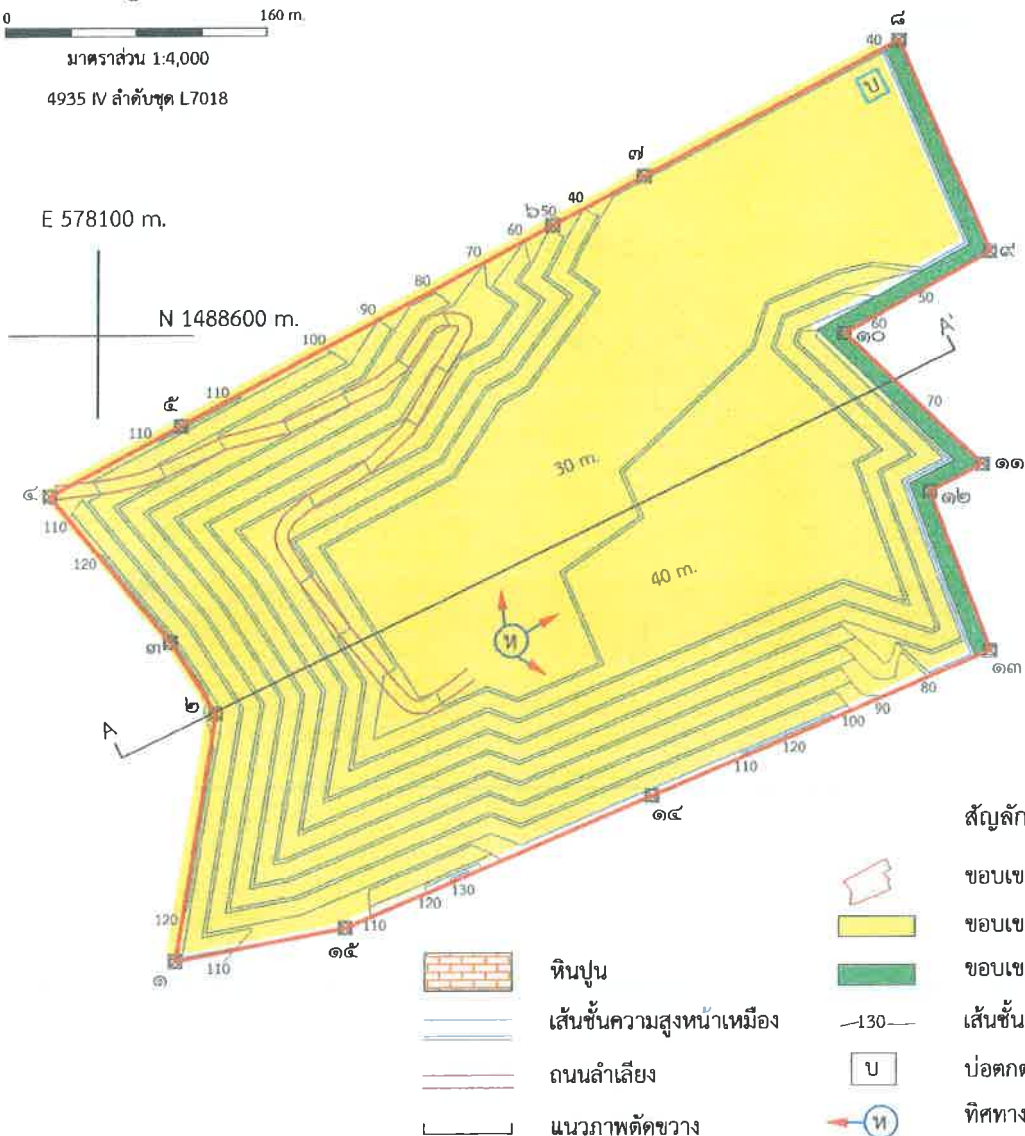 0 160 m.
มาตราส่วน 1:4,000
4935 IV ลำดับชุด L7018
E 578100 m.
N 1488600 m.
๘
40
บ
๗
๖
50
40
60
70
80
90
100
110
๕
110
๔
110
120
๓
๒
A
๙
50
60
๑๐
A'
70
๑๑
๑๒
30 m.
40 m.
ห
๑๓
80
90
100
120
110
๑๔
130
120
110
๑๕
120
๑
110
สัญลัก
ขอบเข
ขอบเข
หินปูน
ขอบเข
เส้นชั้นความสูงหน้าเหมือง
130
เส้นชั้น
ถนนลำเลียง
บ
บ่อตก
แนวภาพตัดขวาง
ห
ทิศทาง